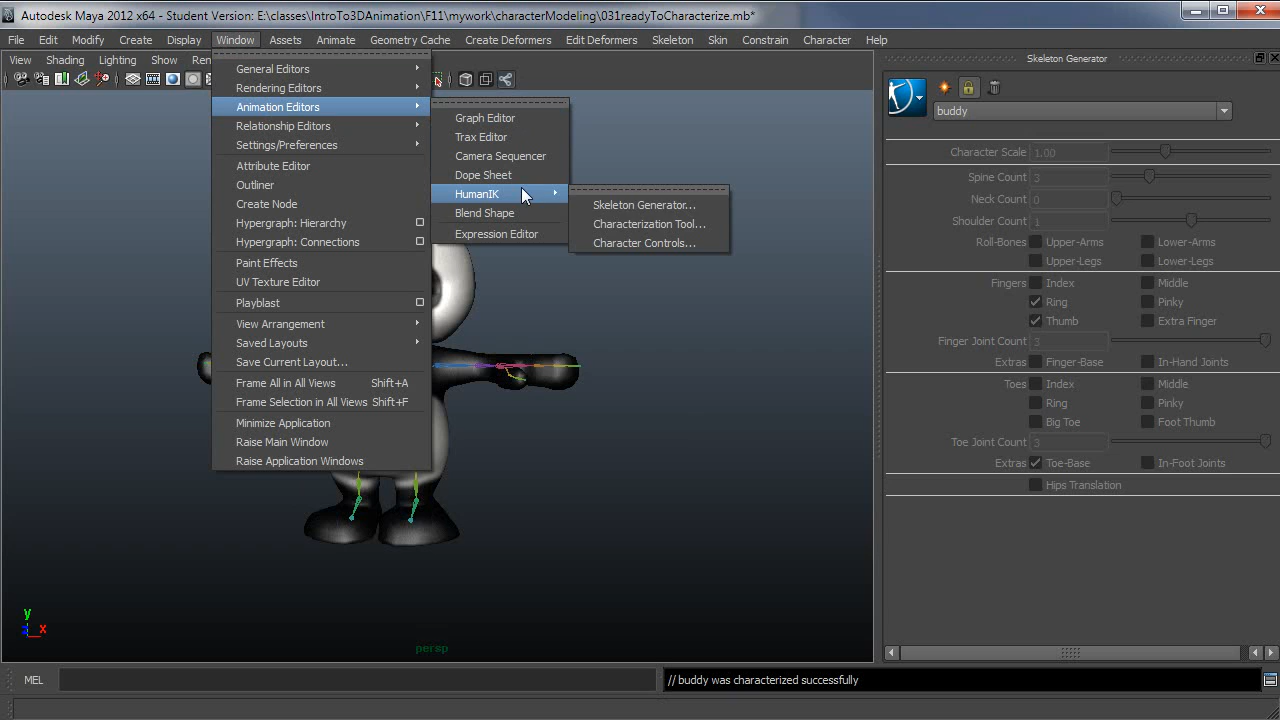 Autodesk Maya 2012 x64 - Student Version: E:\classes\IntroTo3DAnimation\F11\mywork\characterModeling\031readyToCharacterize.mb*
File Edit Modify Create Display Window Assets Animate Geometry Cache Create Deformers Edit Deformers Skeleton Skin Constrain Character Help
View Shading Lighting Show Ren
Skeleton Generator
General Editors
Rendering Editors
Animation Editors
Relationship Editors
Settings/Preferences
Attribute Editor
Outliner
Create Node
Hypergraph: Hierarchy
Hypergraph: Connections
Paint Effects
UV Texture Editor
Playblast
View Arrangement
Saved Layouts
Save Current Layout...
Frame All in All Views Shift+A
Frame Selection in All Views Shift+F
Minimize Application
Raise Main Window
Raise Application Windows
Graph Editor
Trax Editor
Camera Sequencer
Dope Sheet
HumanIK
Blend Shape
Expression Editor
Skeleton Generator...
Characterization Tool...
Character Controls...
buddy
Character Scale 1.00
Spine Count 3
Neck Count 0
Shoulder Count 1
Roll-Bones Upper-Arms Lower-Arms
Upper-Legs Lower-Legs
Fingers Index Middle
Ring Pinky
Thumb Extra Finger
Finger Joint Count 3
Extras Finger-Base In-Hand Joints
Toes Index Middle
Ring Pinky
Big Toe Foot Thumb
Toe Joint Count 3
Extras Toe-Base In-Foot Joints
Hips Translation
y
z x
persp
MEL
// buddy was characterized successfully